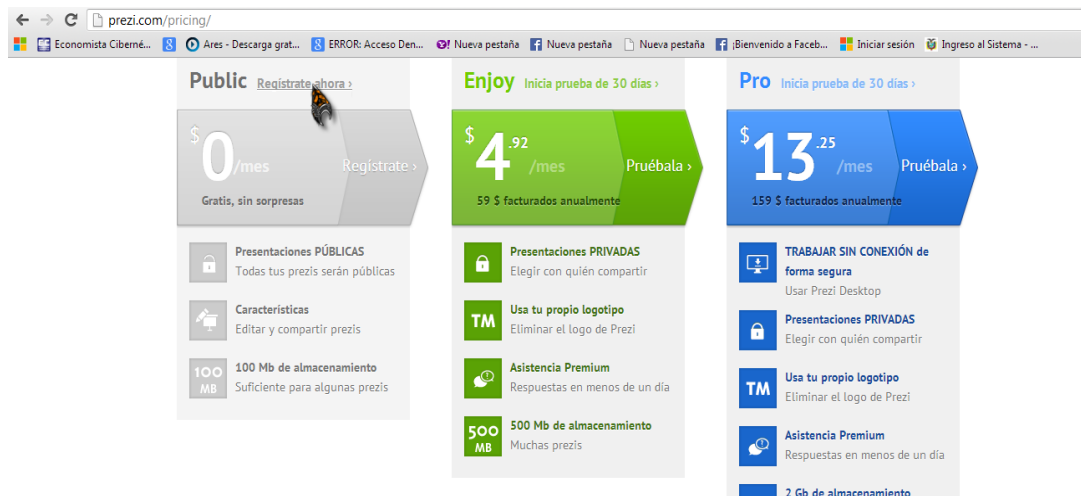 prezi.com/pricing/
Economista Ciberné... Ares - Descarga grat... ERROR: Acceso Den... Nueva pestaña Nueva pestaña Nueva pestaña ¡Bienvenido a Faceb... Iniciar sesión Ingreso al Sistema - ...
Public Regístrate ahora ›
$0/mes Regístrate ›
Gratis, sin sorpresas
Presentaciones PÚBLICAS
Todas tus prezis serán públicas
Características
Editar y compartir prezis
100 MB
100 Mb de almacenamiento
Suficiente para algunas prezis
Enjoy Inicia prueba de 30 días ›
$4.92/mes Pruébala ›
59 $ facturados anualmente
Presentaciones PRIVADAS
Elegir con quién compartir
TM
Usa tu propio logotipo
Eliminar el logo de Prezi
Asistencia Premium
Respuestas en menos de un día
500 MB
500 Mb de almacenamiento
Muchas prezis
Pro Inicia prueba de 30 días ›
$13.25/mes Pruébala ›
159 $ facturados anualmente
TRABAJAR SIN CONEXIÓN de
forma segura
Usar Prezi Desktop
Presentaciones PRIVADAS
Elegir con quién compartir
TM
Usa tu propio logotipo
Eliminar el logo de Prezi
Asistencia Premium
Respuestas en menos de un día
2 Gb de almacenamiento